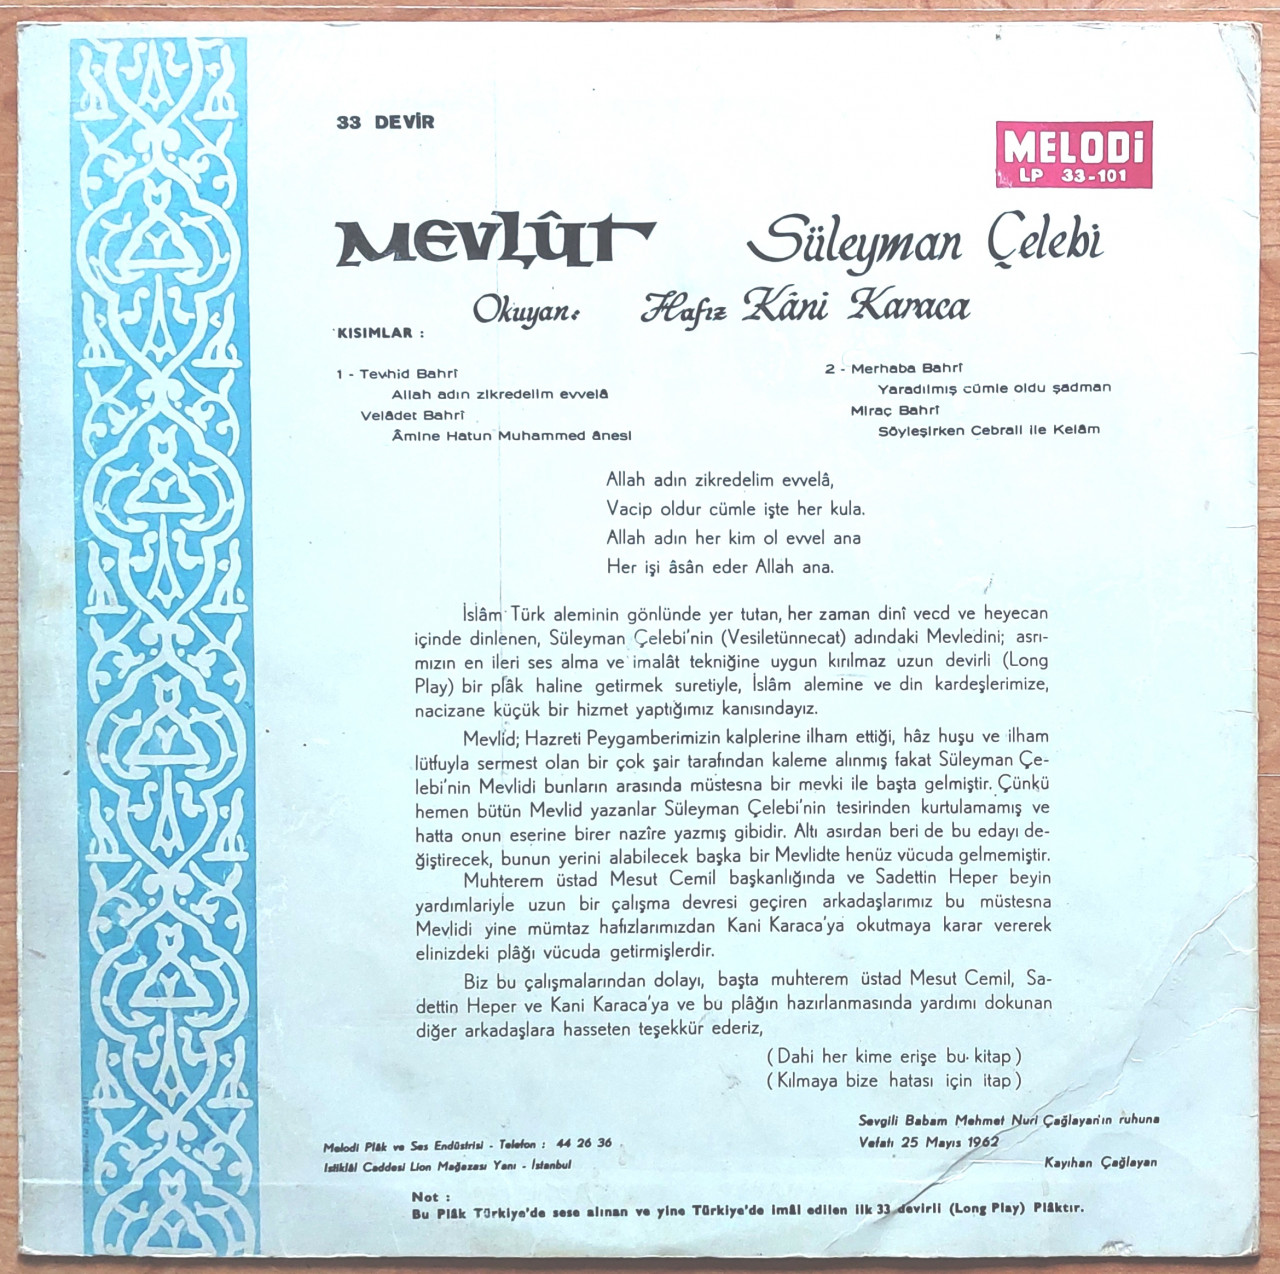 33 DEVİR
MELODİ
LP 33-101
MEVLÛT Süleyman Çelebi
Okuyan: Hafız Kâni Karaca
KISIMLAR :
1 - Tevhid Bahrî
Allah adın zikredelim evvelâ
Velâdet Bahrî
Âmine Hatun Muhammed ânesi
2 - Merhaba Bahrî
Yaradılmış cümle oldu şadman
Miraç Bahrî
Söyleşirken Cebrail ile Kelâm
Allah adın zikredelim evvelâ,
Vacip oldur cümle işte her kula.
Allah adın her kim ol evvel ana
Her işi âsân eder Allah ana.
İslâm Türk aleminin gönlünde yer tutan, her zaman dinî vecd ve heyecan
içinde dinlenen, Süleyman Çelebi'nin (Vesiletünnecat) adındaki Mevledini; asrı-
mızın en ileri ses alma ve imalât tekniğine uygun kırılmaz uzun devirli (Long
Play) bir plâk haline getirmek suretiyle, İslâm alemine ve din kardeşlerimize,
nacizane küçük bir hizmet yaptığımız kanısındayız.
Mevlid; Hazreti Peygamberimizin kalplerine ilham ettiği, hâz huşu ve ilham
lütfuyla sermest olan bir çok şair tarafından kaleme alınmış fakat Süleyman Çe-
lebi'nin Mevlidi bunların arasında müstesna bir mevki ile başta gelmiştir. Çünkü
hemen bütün Mevlid yazanlar Süleyman Çelebi'nin tesirinden kurtulamamış ve
hatta onun eserine birer nazîre yazmış gibidir. Altı asırdan beri de bu edayı de-
ğiştirecek, bunun yerini alabilecek başka bir Mevlidte henüz vücuda gelmemiştir.
Muhterem üstad Mesut Cemil başkanlığında ve Sadettin Heper beyin
yardımlariyle uzun bir çalışma devresi geçiren arkadaşlarımız bu müstesna
Mevlidi yine mümtaz hafızlarımızdan Kani Karaca'ya okutmaya karar vererek
elinizdeki plâğı vücuda getirmişlerdir.
Biz bu çalışmalarından dolayı, başta muhterem üstad Mesut Cemil, Sa-
dettin Heper ve Kani Karaca'ya ve bu plâğın hazırlanmasında yardımı dokunan
diğer arkadaşlara hasseten teşekkür ederiz,
(Dahi her kime erişe bu kitap)
(Kılmaya bize hatası için itap)
Sevgili Babam Mehmet Nuri Çağlayan'ın ruhuna
Vefatı 25 Mayıs 1962
Kayıhan Çağlayan
Melodi Plâk ve Ses Endüstrisi - Telefon : 44 26 36
İstiklâl Caddesi Lion Mağazası Yanı - İstanbul
Not :
Bu Plâk Türkiye'de sese alınan ve yine Türkiye'de imâl edilen ilk 33 devirli (Long Play) Plâktır.